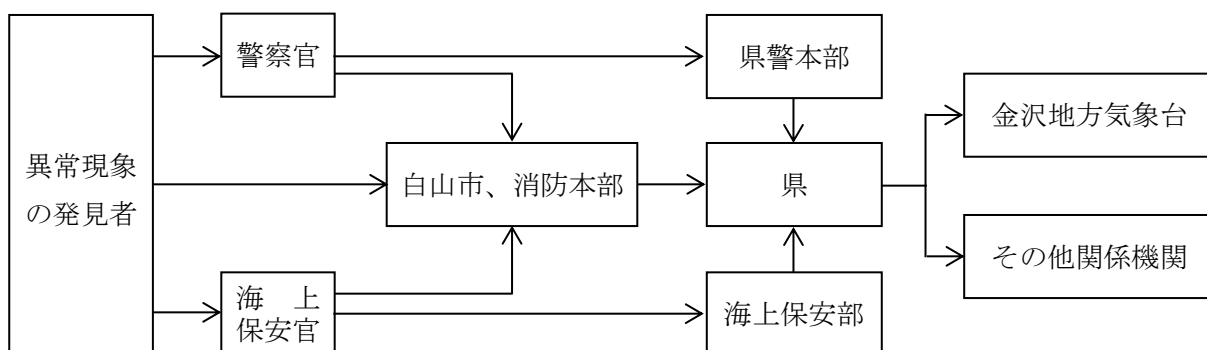 異常現象
の発見者
警察官
県警本部
白山市、消防本部
県
金沢地方気象台
その他関係機関
海　上
保安官
海上保安部